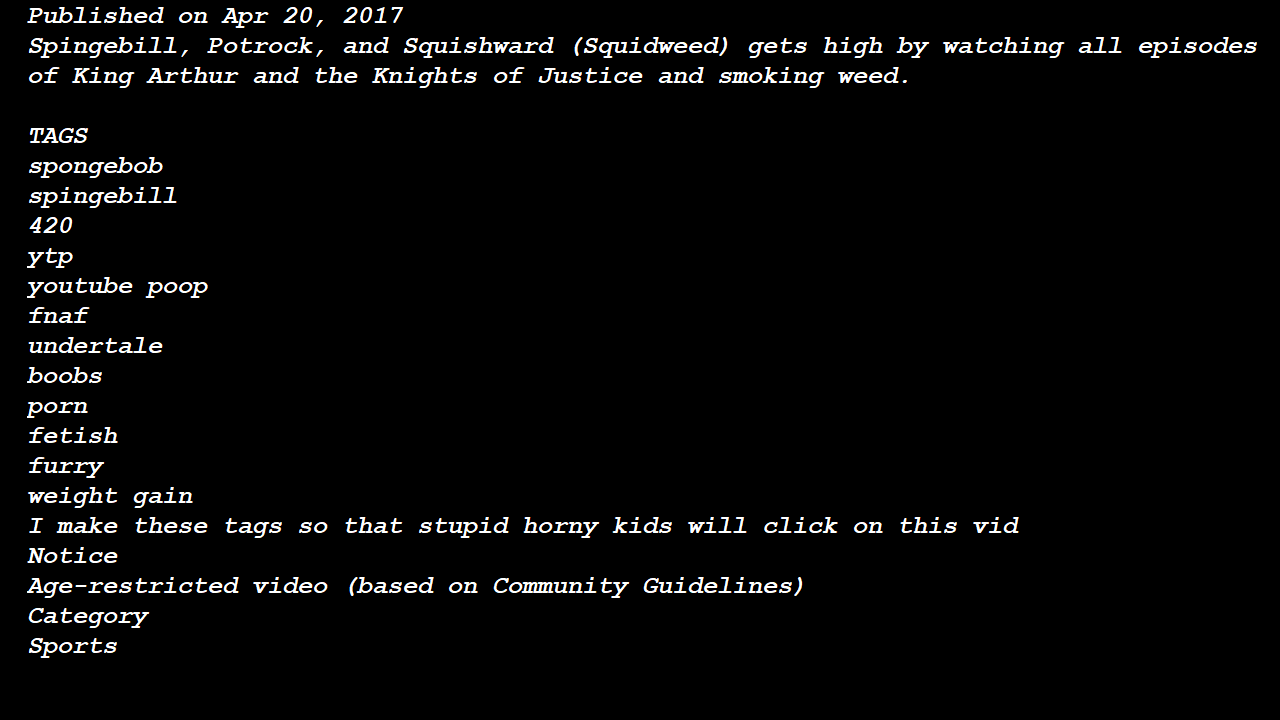 Published on Apr 20, 2017
Spingebill, Potrock, and Squishward (Squidweed) gets high by watching all episodes
of King Arthur and the Knights of Justice and smoking weed.
TAGS
spongebob
spingebill
420
ytp
youtube poop
fnaf
undertale
boobs
porn
fetish
furry
weight gain
I make these tags so that stupid horny kids will click on this vid
Notice
Age-restricted video (based on Community Guidelines)
Category
Sports